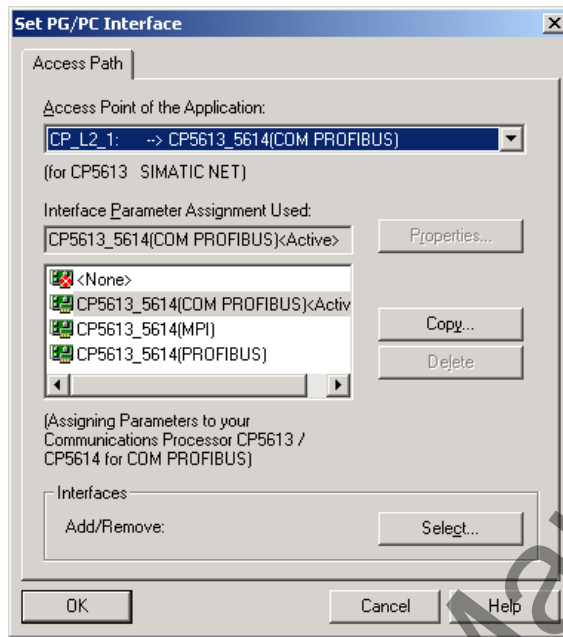 Set PG/PC Interface
Access Path
Access Point of the Application:
CP_L2_1: --> CP5613_5614(COM PROFIBUS)
(for CP5613 SIMATIC NET)
Interface Parameter Assignment Used:
CP5613_5614(COM PROFIBUS)<Active>
Properties...
<None>
CP5613_5614(COM PROFIBUS)<Activ
CP5613_5614(MPI)
CP5613_5614(PROFIBUS)
Copy...
Delete
(Assigning Parameters to your
Communications Processor CP5613 /
CP5614 for COM PROFIBUS)
Interfaces
Add/Remove:
Select...
OK
Cancel
Help